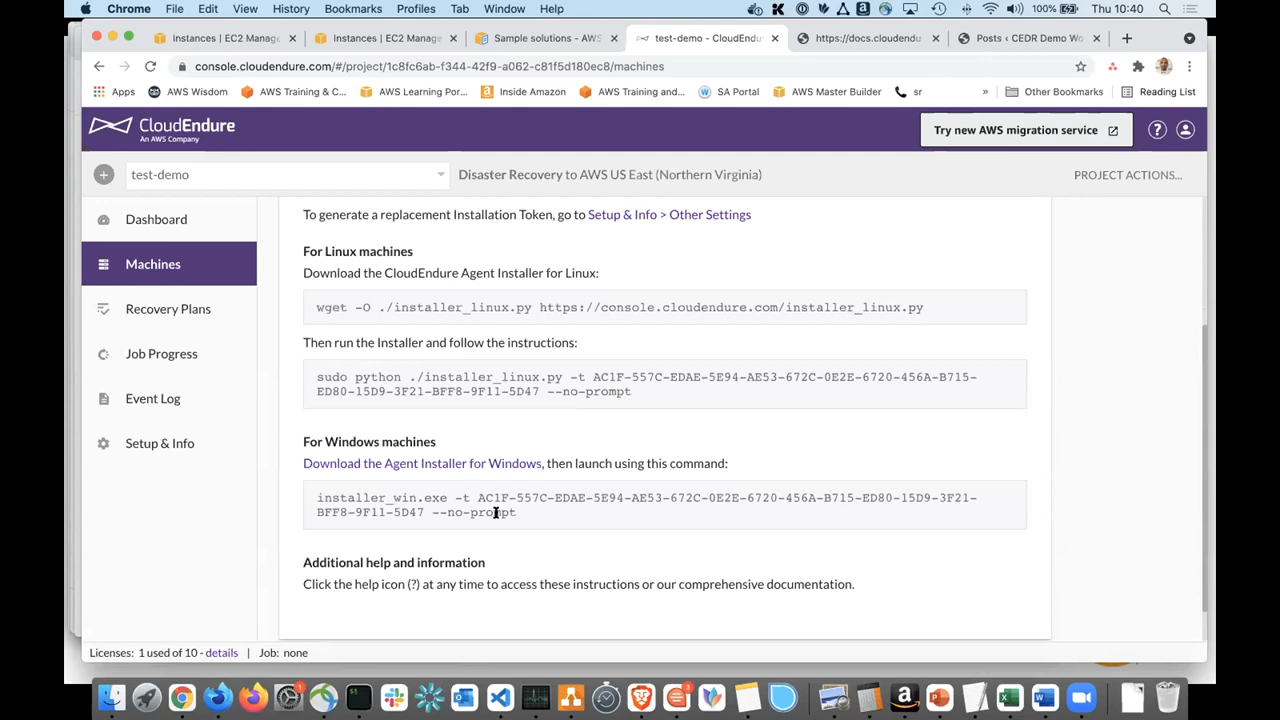 Chrome File Edit View History Bookmarks Profiles Tab Window Help 100% Thu 10:40
Instances | EC2 Manage
Instances | EC2 Manage
Sample solutions - AWS
test-demo - CloudEndu
https://docs.cloudendu
Posts ‹ CEDR Demo Wo
console.cloudendure.com/#/project/1c8fc6ab-f344-42f9-a062-c81f5d180ec8/machines
Apps AWS Wisdom AWS Training & C... AWS Learning Por... Inside Amazon AWS Training and... SA Portal AWS Master Builder sr » Other Bookmarks Reading List
CloudEndure
An AWS Company
Try new AWS migration service
test-demo
Disaster Recovery to AWS US East (Northern Virginia)
PROJECT ACTIONS...
Dashboard
Machines
Recovery Plans
Job Progress
Event Log
Setup & Info
To generate a replacement Installation Token, go to Setup & Info > Other Settings
For Linux machines
Download the CloudEndure Agent Installer for Linux:
wget -O ./installer_linux.py https://console.cloudendure.com/installer_linux.py
Then run the Installer and follow the instructions:
sudo python ./installer_linux.py -t AC1F-557C-EDAE-5E94-AE53-672C-0E2E-6720-456A-B715-
ED80-15D9-3F21-BFF8-9F11-5D47 --no-prompt
For Windows machines
Download the Agent Installer for Windows, then launch using this command:
installer_win.exe -t AC1F-557C-EDAE-5E94-AE53-672C-0E2E-6720-456A-B715-ED80-15D9-3F21-
BFF8-9F11-5D47 --no-prompt
Additional help and information
Click the help icon (?) at any time to access these instructions or our comprehensive documentation.
Licenses: 1 used of 10 - details Job: none